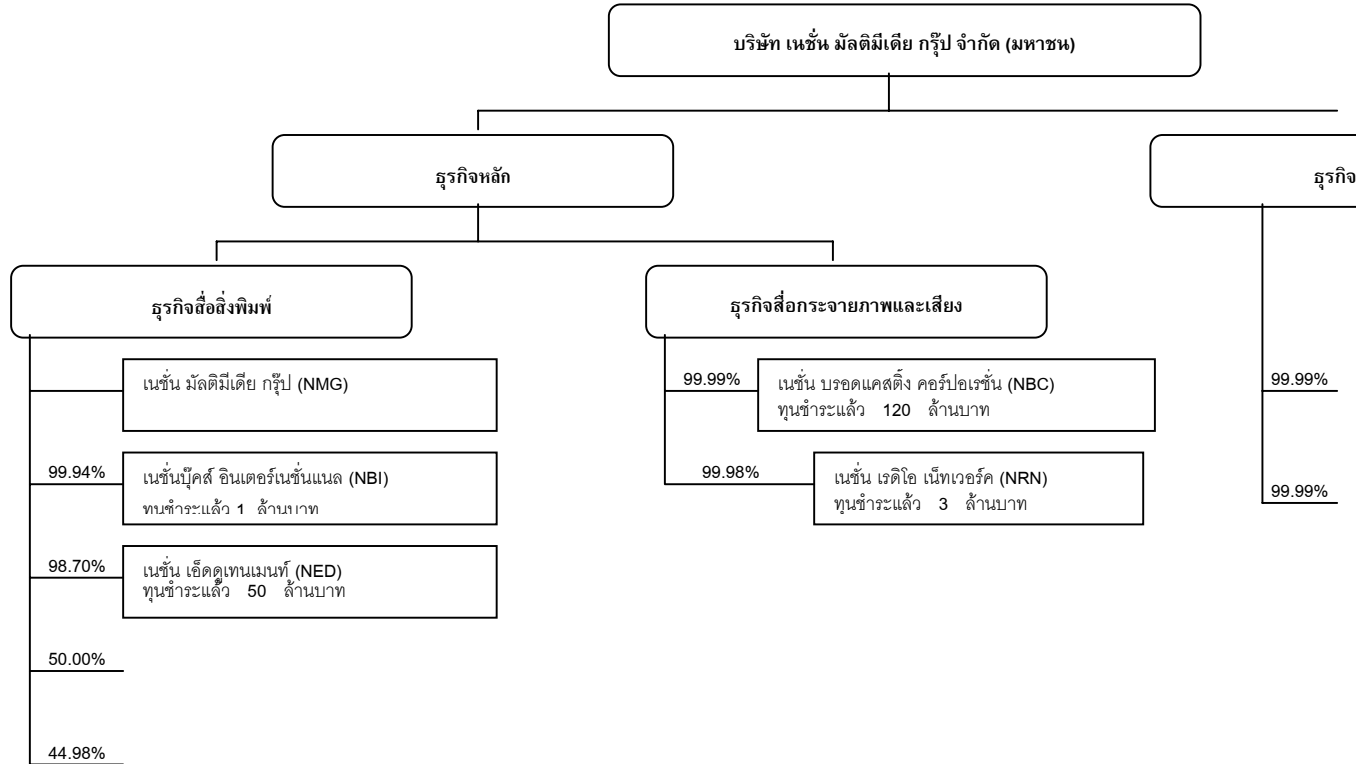 บริษัท เนชั่น มัลติมีเดีย กรุ๊ป จำกัด (มหาชน)
ธุรกิจหลัก
ธุรกิจ
ธุรกิจสื่อสิ่งพิมพ์
ธุรกิจสื่อกระจายภาพและเสียง
เนชั่น มัลติมีเดีย กรุ๊ป (NMG)
99.94%
เนชั่นบุ๊คส์ อินเตอร์เนชั่นแนล (NBI)
ทุนชำระแล้ว 1 ล้านบาท
98.70%
เนชั่น เอ็ดดูเทนเมนท์ (NED)
ทุนชำระแล้ว 50 ล้านบาท
50.00%
44.98%
99.99%
เนชั่น บรอดแคสติ้ง คอร์ปอเรชั่น (NBC)
ทุนชำระแล้ว 120 ล้านบาท
99.98%
เนชั่น เรดิโอ เน็ทเวอร์ค (NRN)
ทุนชำระแล้ว 3 ล้านบาท
99.99%
99.99%